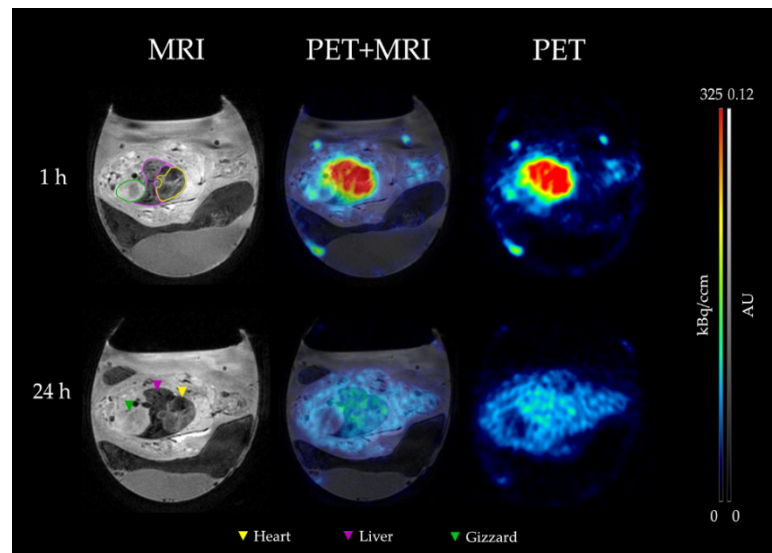 MRI PET+MRI PET
325 0.12
1 h
kBq/ccm
AU
24 h
0 0
Heart Liver Gizzard